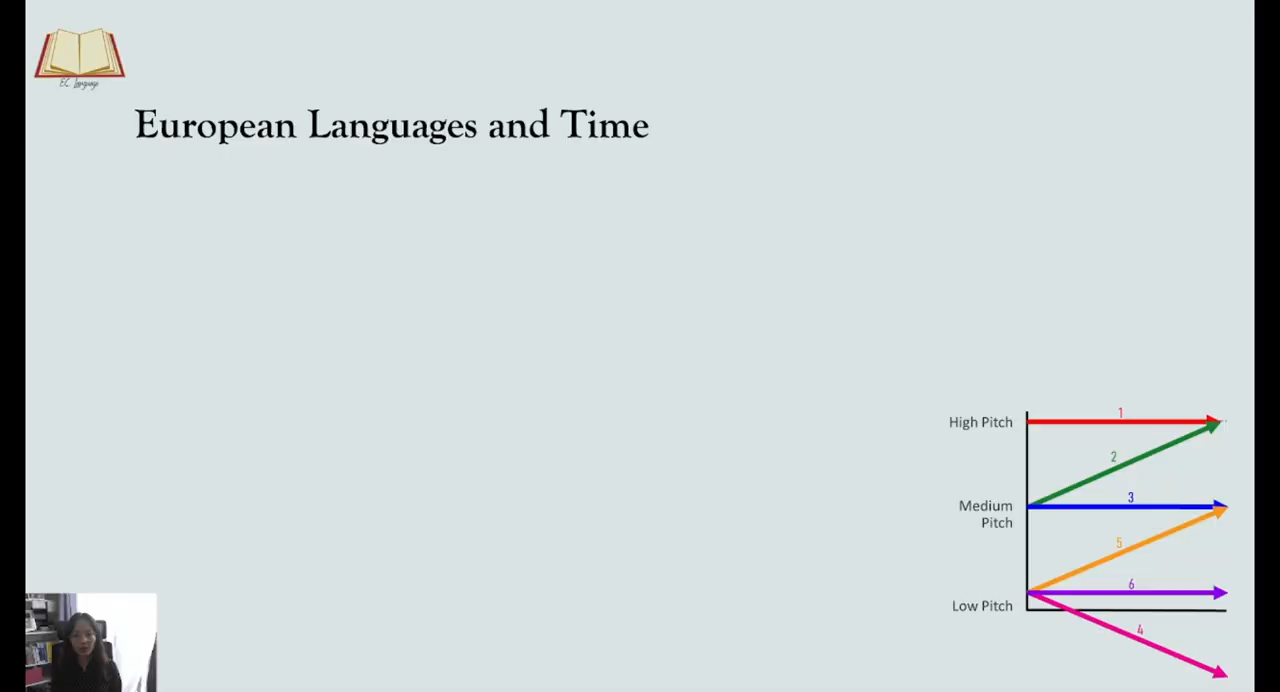 EC Language
European Languages and Time
High Pitch
1
2
Medium
Pitch
3
5
6
Low Pitch
4